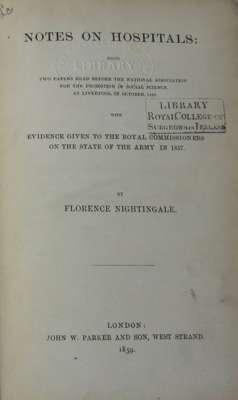 NOTES ON HOSPITALS:
BEING
TWO PAPERS READ BEFORE THE NATIONAL ASSOCIATION
FOR THE PROMOTION OF SOCIAL SCIENCE,
AT LIVERPOOL, IN OCTOBER, 1858.
LIBRARY
Royal College of
Surgeons in Ireland
WITH
EVIDENCE GIVEN TO THE ROYAL COMMISSIONERS
ON THE STATE OF THE ARMY IN 1857.
BY
FLORENCE NIGHTINGALE.
LONDON:
JOHN W. PARKER AND SON, WEST STRAND.
1859.